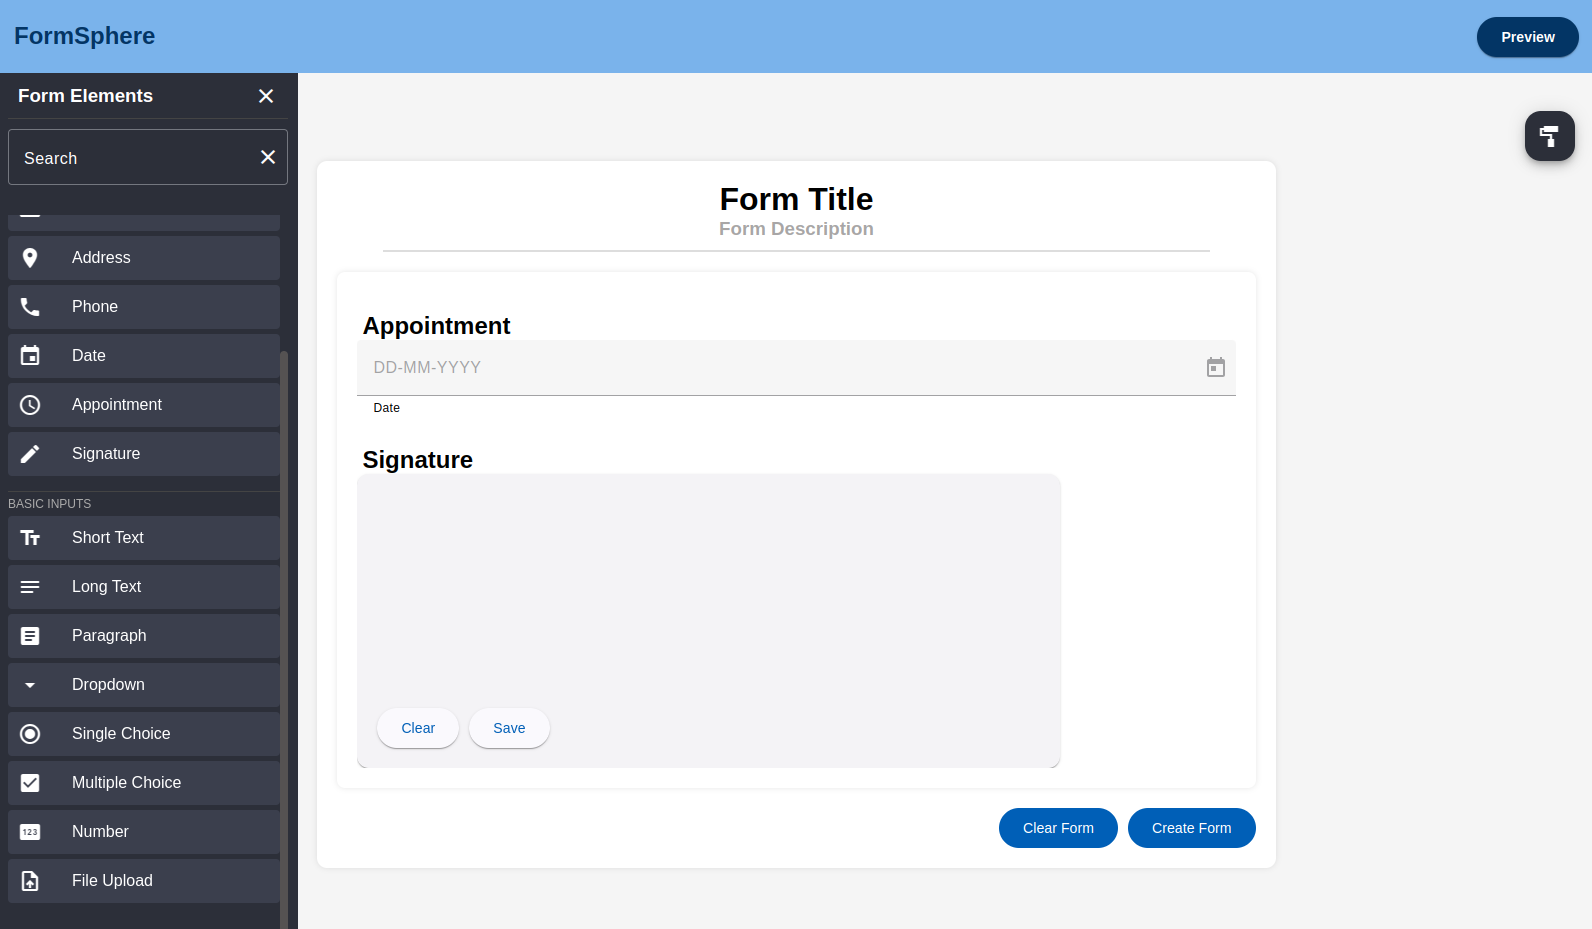 FormSphere
Preview
Form Elements
Search
Address
Phone
Date
Appointment
Signature
BASIC INPUTS
Short Text
Long Text
Paragraph
Dropdown
Single Choice
Multiple Choice
Number
File Upload
Form Title
Form Description
Appointment
DD-MM-YYYY
Date
Signature
Clear
Save
Clear Form
Create Form